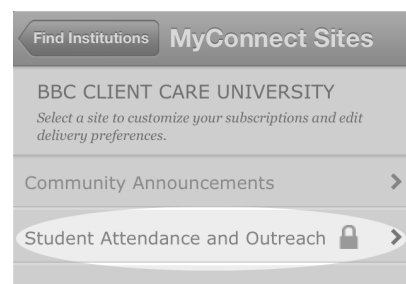 Find Institutions MyConnect Sites
BBC CLIENT CARE UNIVERSITY
Select a site to customize your subscriptions and edit
delivery preferences.
Community Announcements
Student Attendance and Outreach